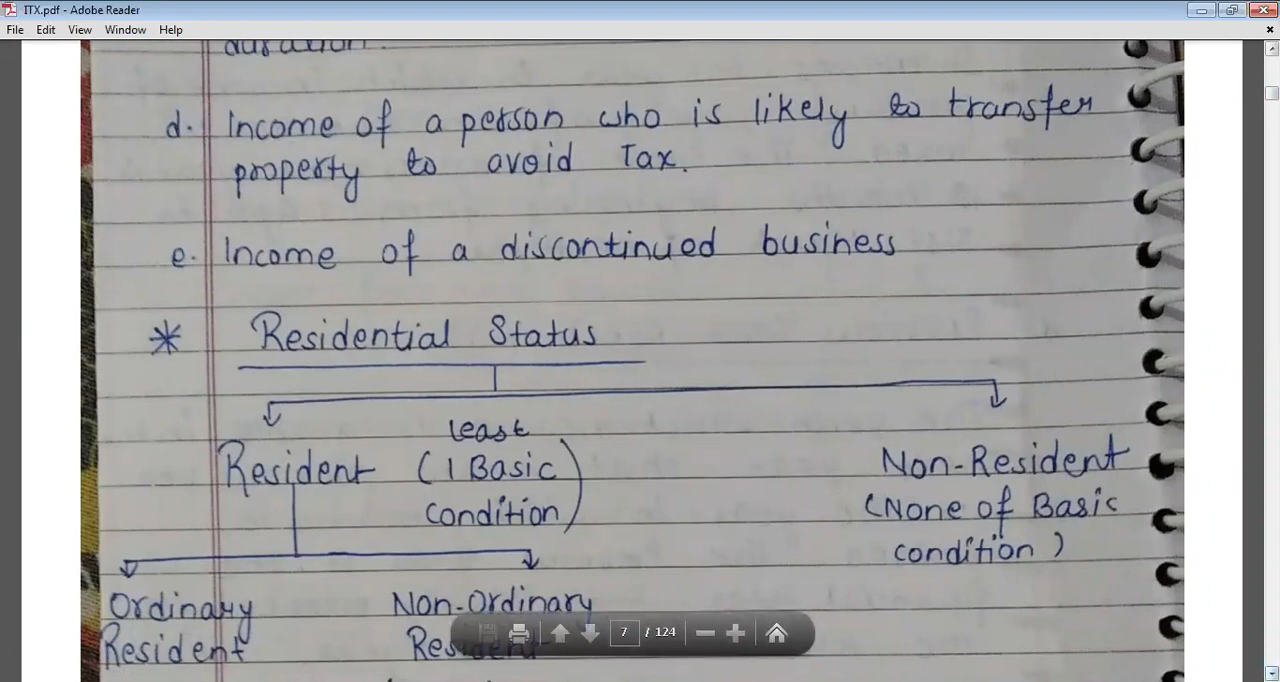 ITX.pdf - Adobe Reader
File Edit View Window Help
duration.
d. Income of a person who is likely to transfer
property to avoid Tax.
e. Income of a discontinued business
* Residential Status
least
Resident (1 Basic
condition)
Non-Resident
(None of Basic
condition)
Ordinary
Resident
Non-Ordinary
Resident
7 / 124